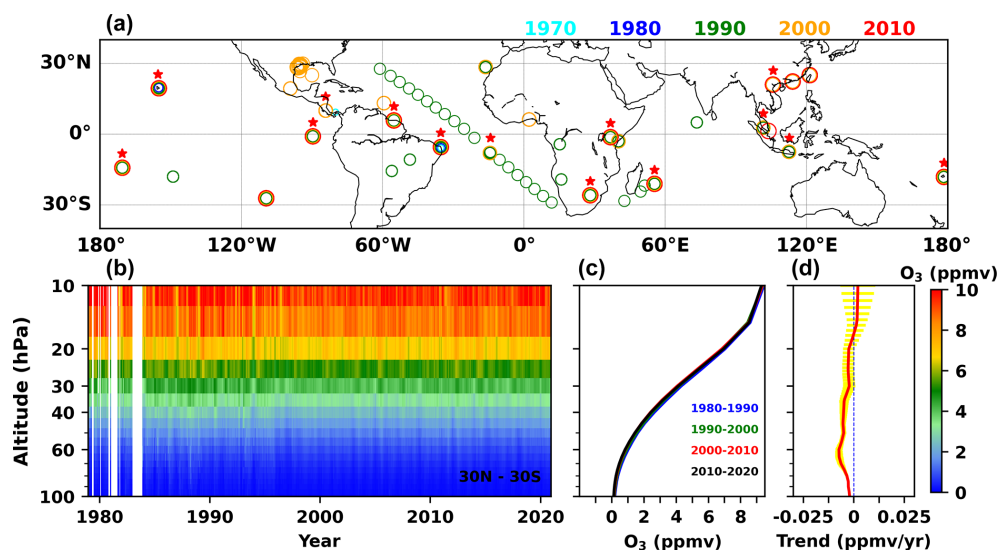 (a)
1970 1980 1990 2000 2010
30°N
0°
30°S
180° 120°W 60°W 0° 60°E 120°E 180°
(b) (c) (d) O₃ (ppmv)
Altitude (hPa)
10
20
30
40
60
100
30N - 30S
1980 1990 2000 2010 2020
Year
1980-1990
1990-2000
2000-2010
2010-2020
0 2 4 6 8
O₃ (ppmv)
-0.025 0 0.025
Trend (ppmv/yr)
10
8
6
4
2
0